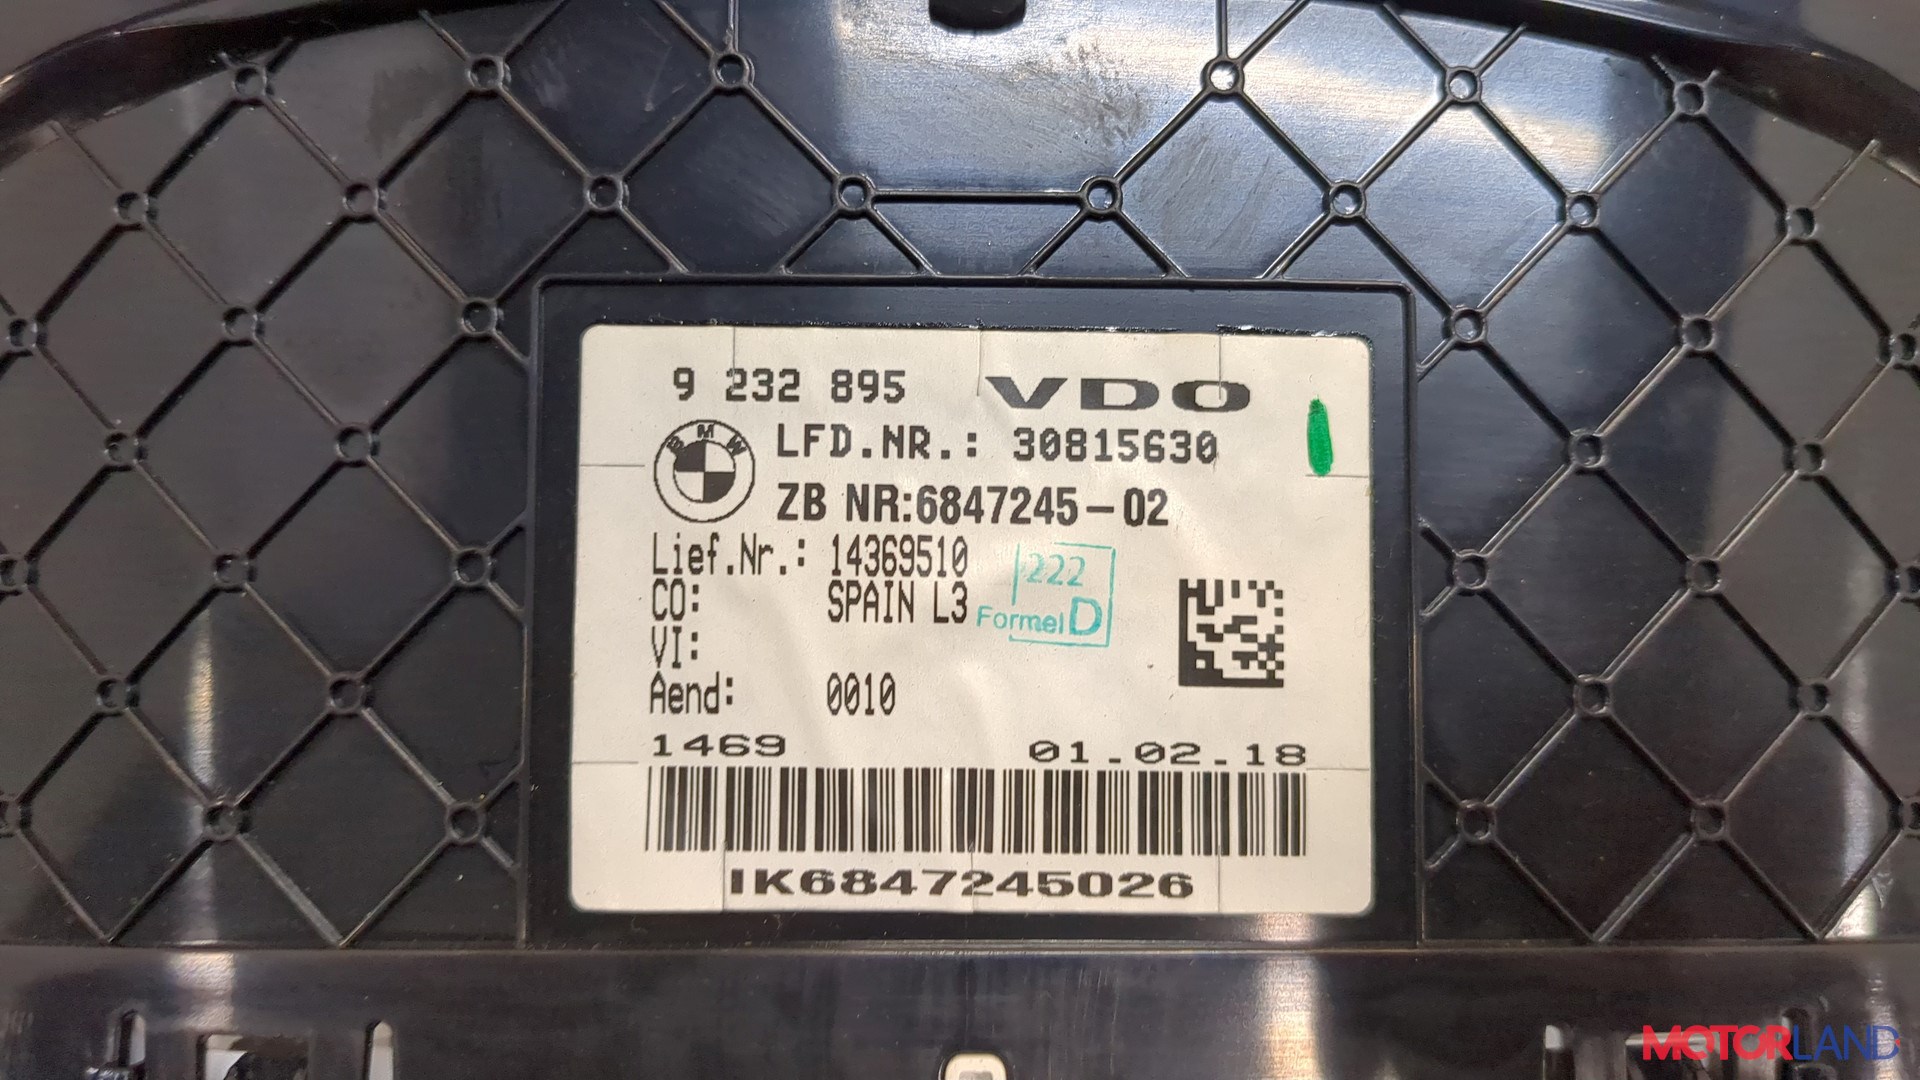 9 232 895 VDO
BMW
LFD.NR.: 30815630
ZB NR:6847245-02
Lief.Nr.: 14369510
222
CO: SPAIN L3
Formel D
VI:
Aend: 0010
1469 01.02.18
IK6847245026
MOTORLAND